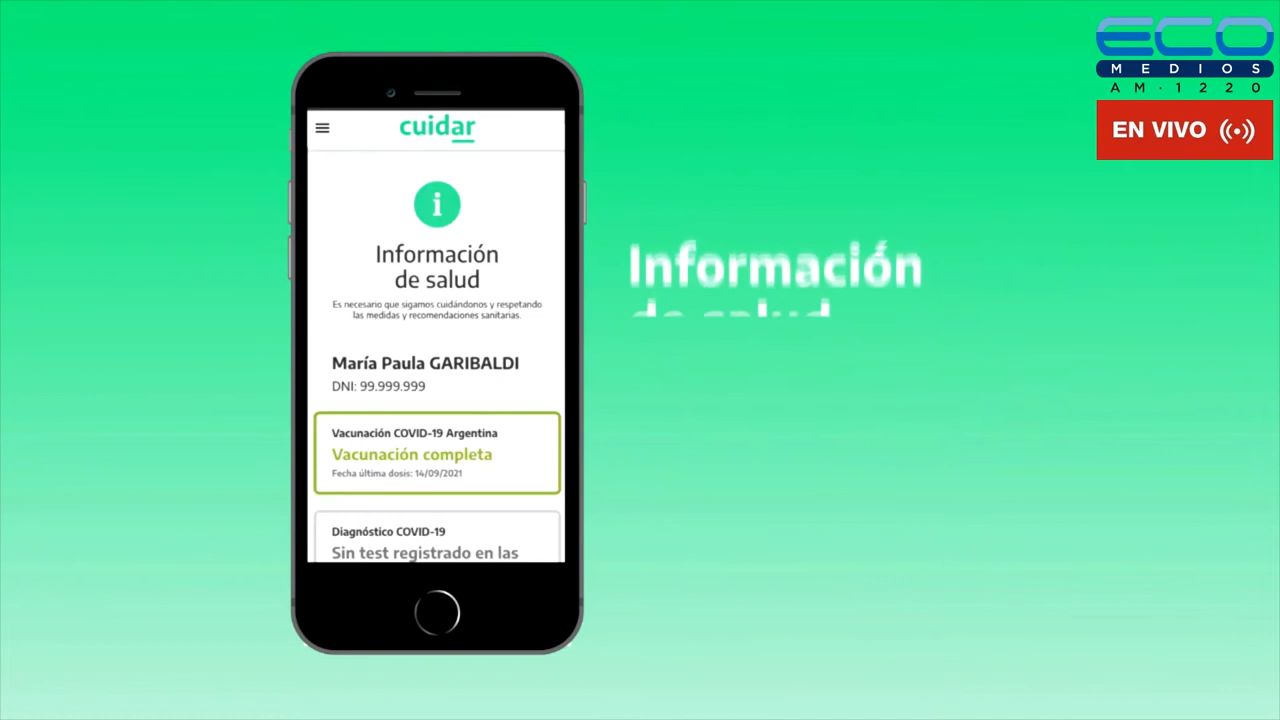 ECO
MEDIOS
AM·1220
EN VIVO
cuidar
i
Información
de salud
Es necesario que sigamos cuidándonos y respetando
las medidas y recomendaciones sanitarias.
María Paula GARIBALDI
DNI: 99.999.999
Vacunación COVID-19 Argentina
Vacunación completa
Fecha última dosis: 14/09/2021
Diagnóstico COVID-19
Sin test registrado en las
Información
de salud